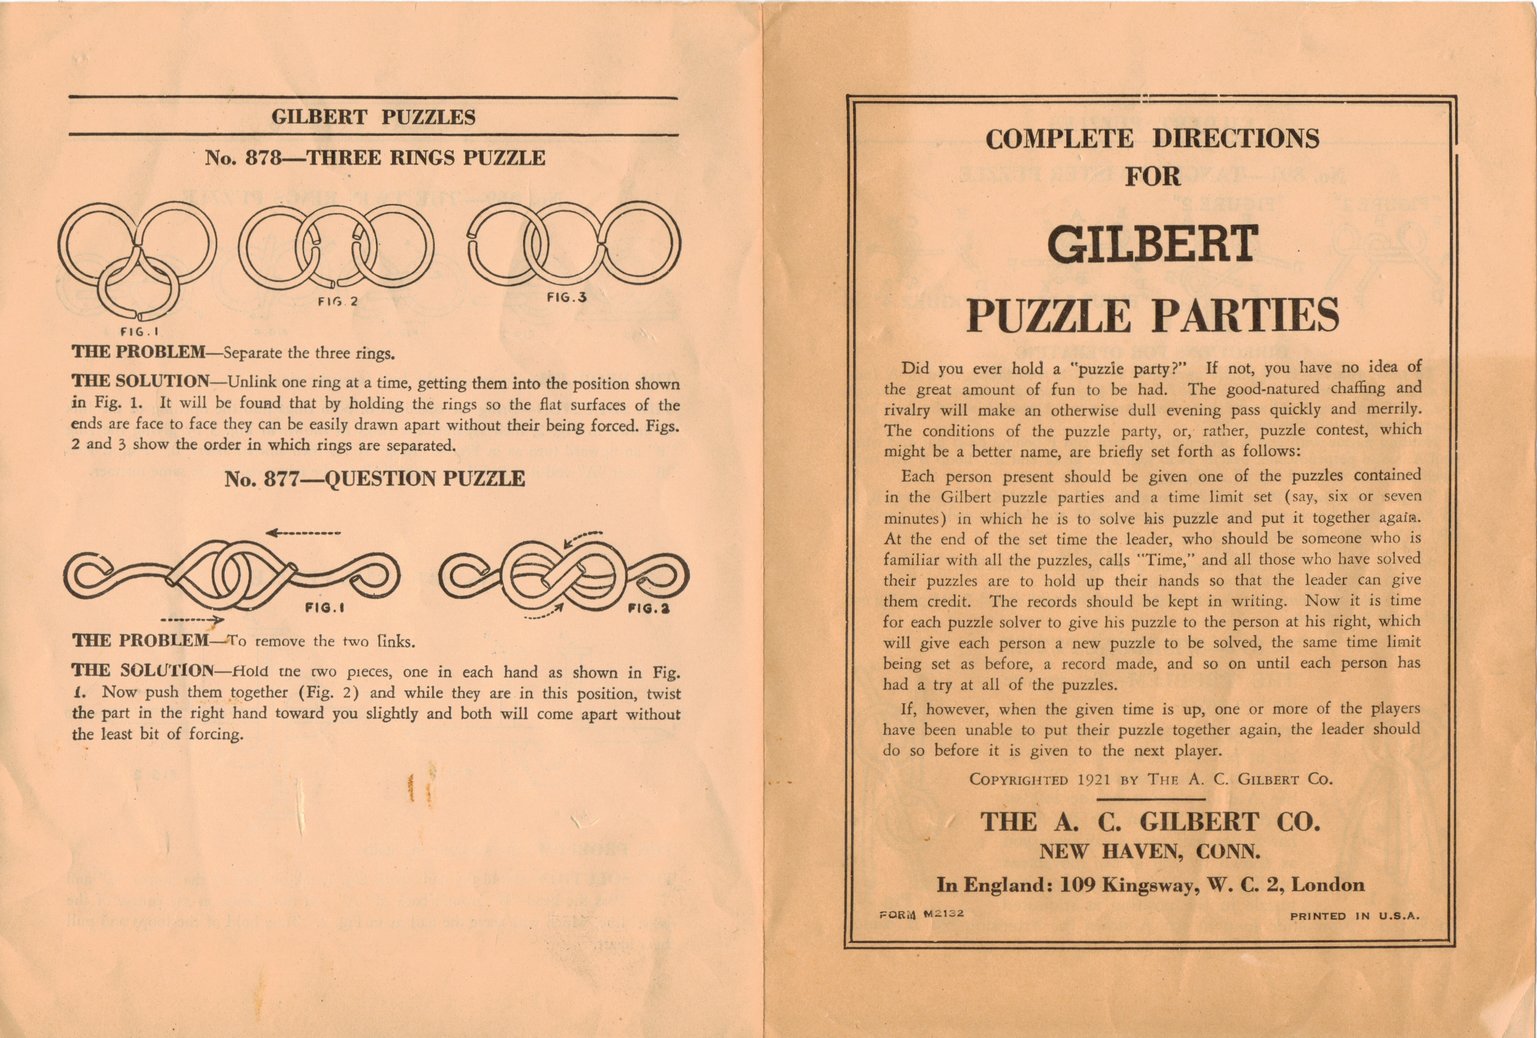 GILBERT PUZZLES
No. 878—THREE RINGS PUZZLE
FIG. 1
FIG. 2
FIG. 3
THE PROBLEM—Separate the three rings.
THE SOLUTION—Unlink one ring at a time, getting them into the position shown
in Fig. 1. It will be found that by holding the rings so the flat surfaces of the
ends are face to face they can be easily drawn apart without their being forced. Figs.
2 and 3 show the order in which rings are separated.
No. 877—QUESTION PUZZLE
FIG. 1
FIG. 2
THE PROBLEM—To remove the two links.
THE SOLUTION—Hold the two pieces, one in each hand as shown in Fig.
1. Now push them together (Fig. 2) and while they are in this position, twist
the part in the right hand toward you slightly and both will come apart without
the least bit of forcing.
COMPLETE DIRECTIONS
FOR
GILBERT
PUZZLE PARTIES
Did you ever hold a "puzzle party?" If not, you have no idea of
the great amount of fun to be had. The good-natured chaffing and
rivalry will make an otherwise dull evening pass quickly and merrily.
The conditions of the puzzle party, or, rather, puzzle contest, which
might be a better name, are briefly set forth as follows:
Each person present should be given one of the puzzles contained
in the Gilbert puzzle parties and a time limit set (say, six or seven
minutes) in which he is to solve his puzzle and put it together again.
At the end of the set time the leader, who should be someone who is
familiar with all the puzzles, calls "Time," and all those who have solved
their puzzles are to hold up their hands so that the leader can give
them credit. The records should be kept in writing. Now it is time
for each puzzle solver to give his puzzle to the person at his right, which
will give each person a new puzzle to be solved, the same time limit
being set as before, a record made, and so on until each person has
had a try at all of the puzzles.
If, however, when the given time is up, one or more of the players
have been unable to put their puzzle together again, the leader should
do so before it is given to the next player.
COPYRIGHTED 1921 BY THE A. C. GILBERT CO.
THE A. C. GILBERT CO.
NEW HAVEN, CONN.
In England: 109 Kingsway, W. C. 2, London
FORM M2132
PRINTED IN U.S.A.